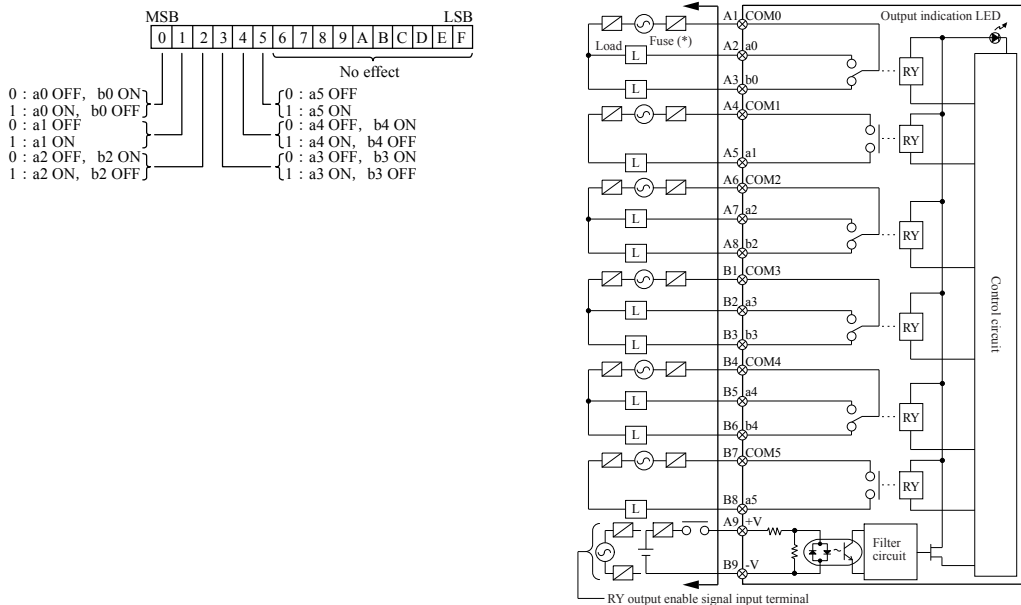 MSB LSB
0 1 2 3 4 5 6 7 8 9 A B C D E F
No effect
0 : a0 OFF, b0 ON
1 : a0 ON, b0 OFF
0 : a1 OFF
1 : a1 ON
0 : a2 OFF, b2 ON
1 : a2 ON, b2 OFF
0 : a5 OFF
1 : a5 ON
0 : a4 OFF, b4 ON
1 : a4 ON, b4 OFF
0 : a3 OFF, b3 ON
1 : a3 ON, b3 OFF
Output indication LED
A1 COM0
Load Fuse (*)
L A2 a0
RY
L A3 b0
A4 COM1
RY
L A5 a1
A6 COM2
L A7 a2
RY
L A8 b2
B1 COM3
L B2 a3
RY
L B3 b3
Control circuit
B4 COM4
L B5 a4
RY
L B6 b4
B7 COM5
RY
L B8 a5
A9 +V
Filter
circuit
B9 -V
RY output enable signal input terminal